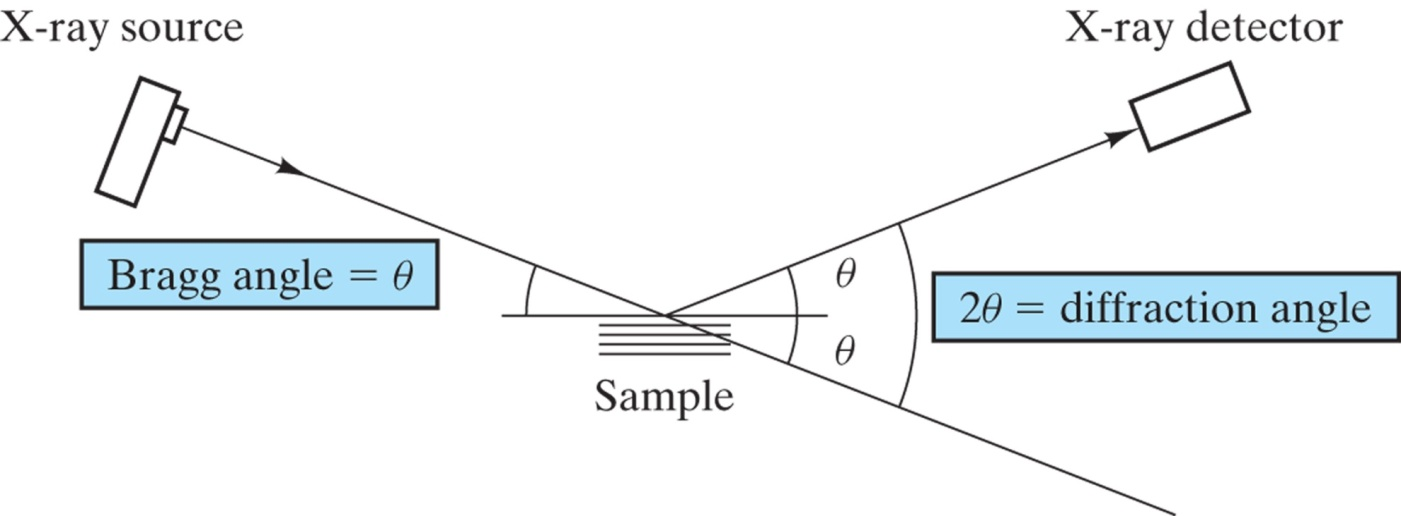 X-ray source
X-ray detector
Bragg angle = θ
θ
2θ = diffraction angle
θ
Sample